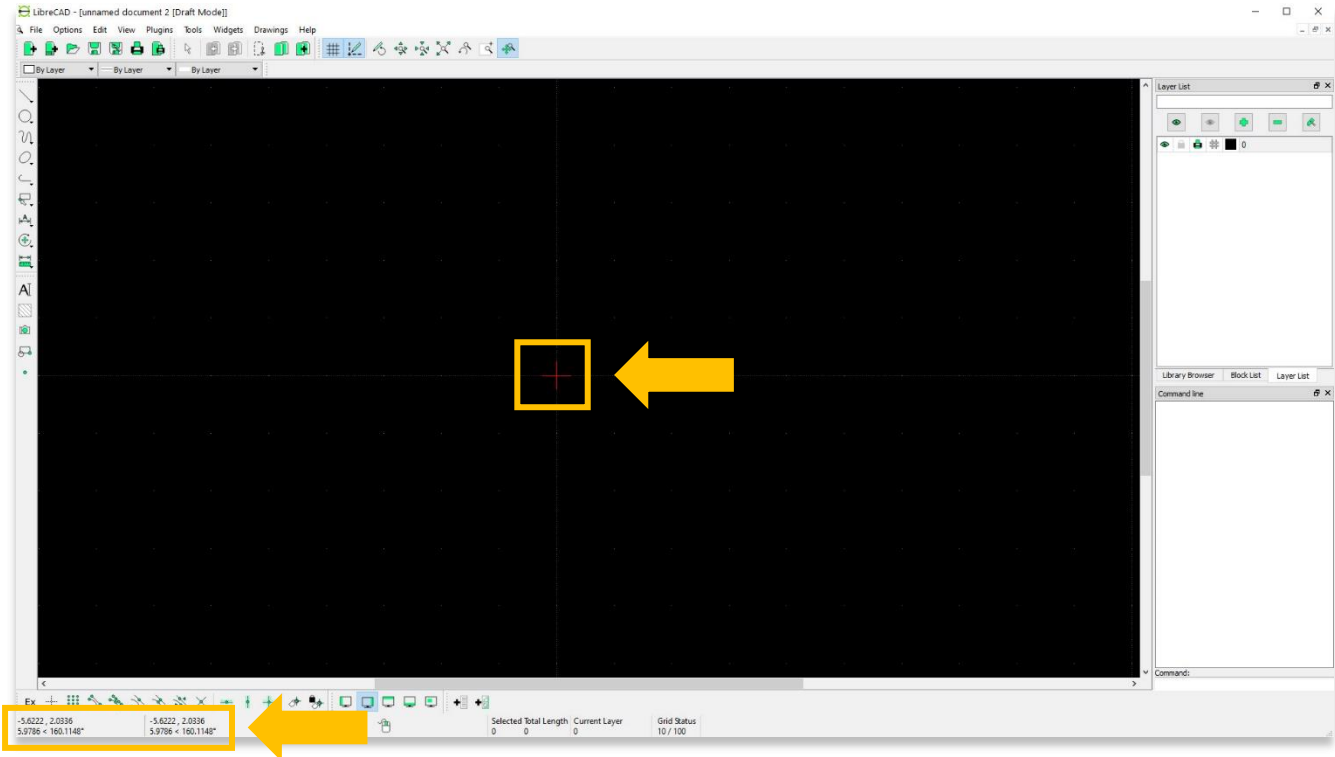 LibreCAD - [unnamed document 2 [Draft Mode]]
File Options Edit View Plugins Tools Widgets Drawings Help
By Layer By Layer By Layer
Layer List
0
A
Library Browser Block List Layer List
Command line
Command:
Ex
-5.6222 , 2.0336 -5.6222 , 2.0336 Selected Total Length Current Layer Grid Status
5.9786 < 160.1148° 5.9786 < 160.1148° 0 0 0 10 / 100